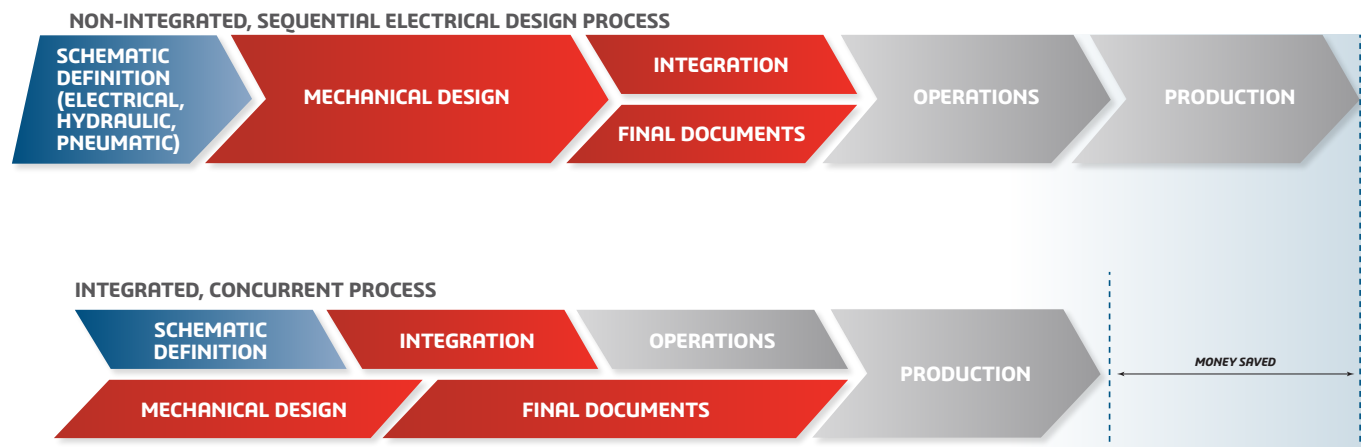 NON-INTEGRATED, SEQUENTIAL ELECTRICAL DESIGN PROCESS
SCHEMATIC
DEFINITION
(ELECTRICAL,
HYDRAULIC,
PNEUMATIC)
MECHANICAL DESIGN
INTEGRATION
FINAL DOCUMENTS
OPERATIONS
PRODUCTION
INTEGRATED, CONCURRENT PROCESS
SCHEMATIC
DEFINITION
INTEGRATION
OPERATIONS
MECHANICAL DESIGN
FINAL DOCUMENTS
PRODUCTION
MONEY SAVED